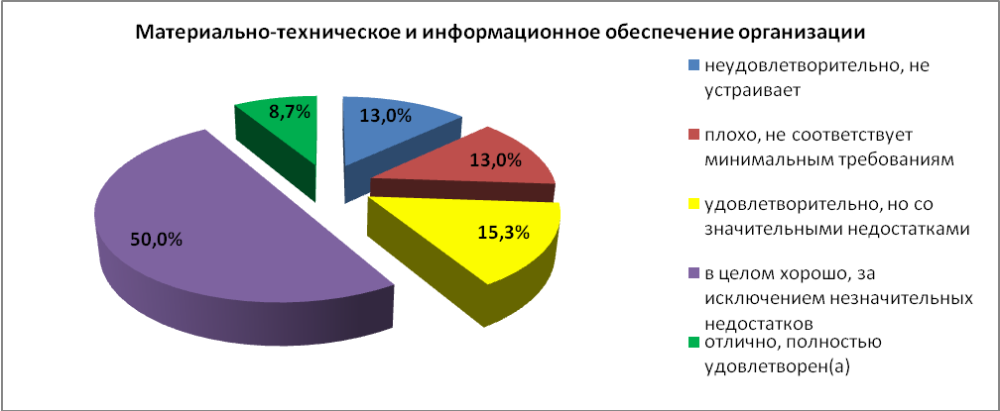 Материально-техническое и информационное обеспечение организации
8,7%
13,0%
13,0%
15,3%
50,0%
неудовлетворительно, не
устраивает
плохо, не соответствует
минимальным требованиям
удовлетворительно, но со
значительными недостатками
в целом хорошо, за
исключением незначительных
недостатков
отлично, полностью
удовлетворен(а)